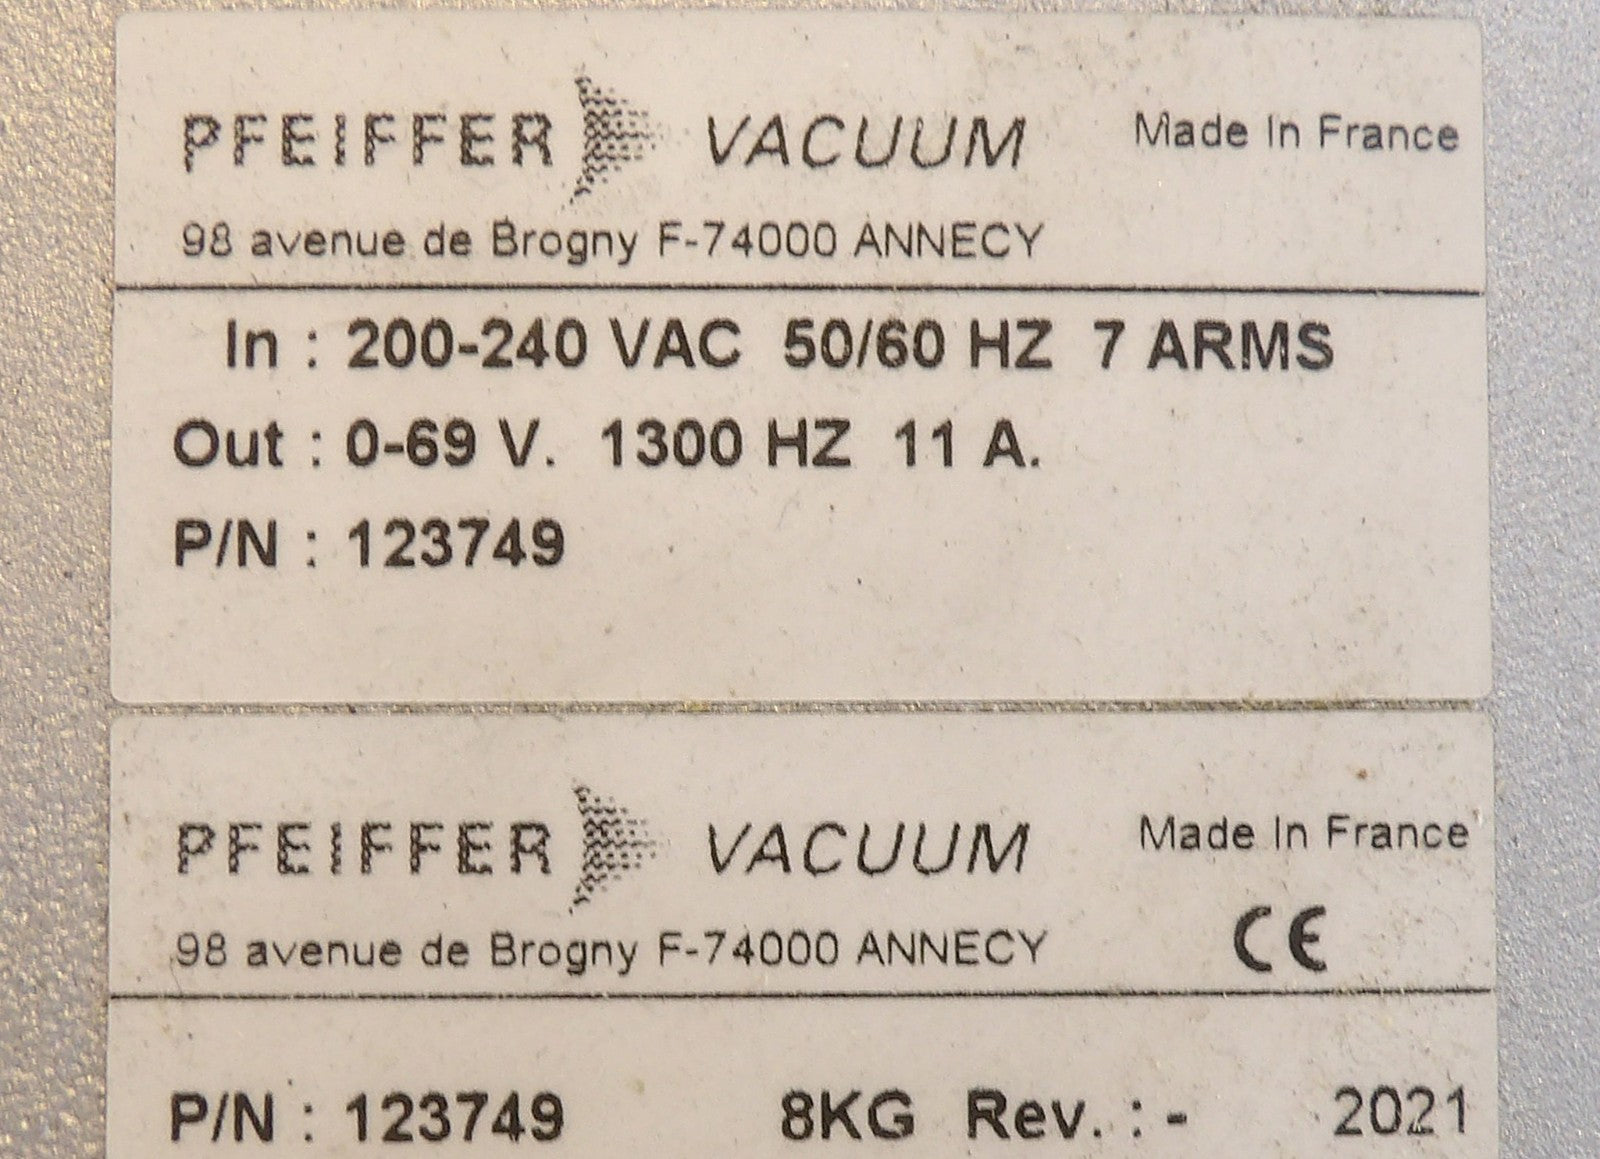 PFEIFFER VACUUM Made In France
98 avenue de Brogny F-74000 ANNECY
In : 200-240 VAC 50/60 HZ 7 ARMS
Out : 0-69 V. 1300 HZ 11 A.
P/N : 123749
PFEIFFER VACUUM Made In France
98 avenue de Brogny F-74000 ANNECY CE
P/N : 123749 8KG Rev. : - 2021